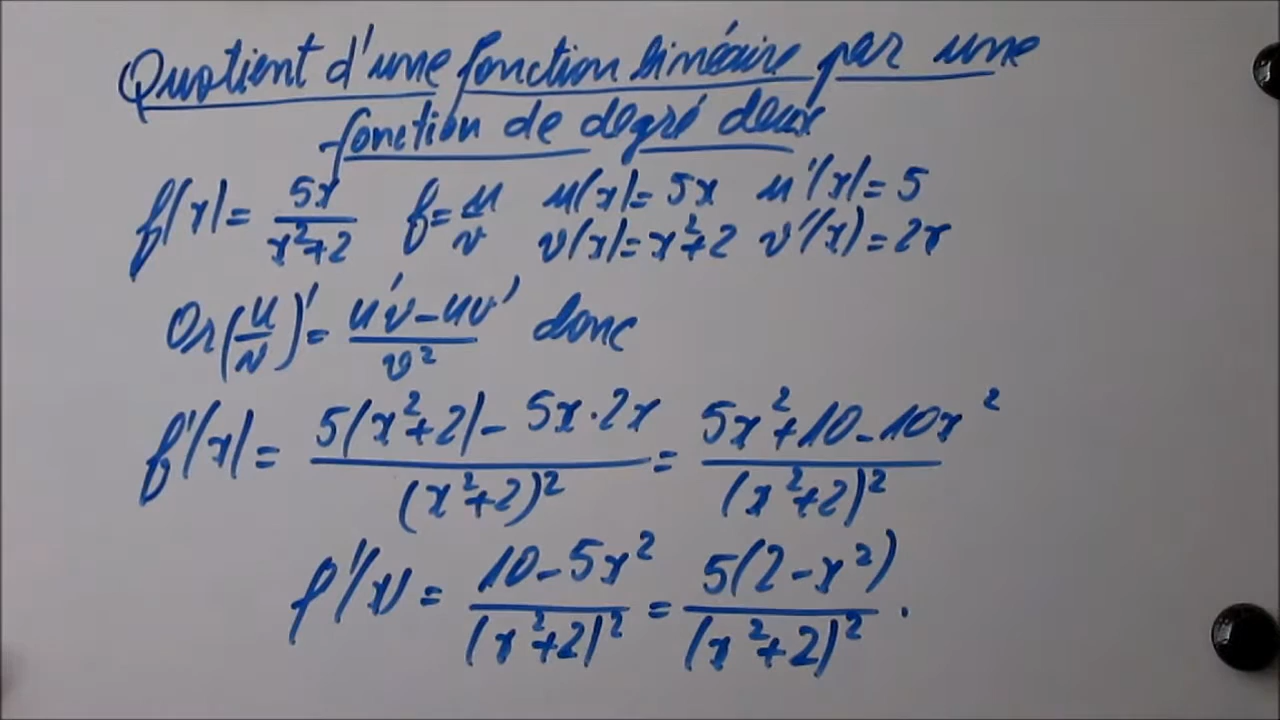 Quotient d'une fonction linéaire par une
fonction de degré deux
f(x) = 5x / (x²+2) f = u/v u(x) = 5x u'(x) = 5
v(x) = x²+2 v'(x) = 2x
Or (u/v)' = (u'v - uv') / v² donc
f'(x) = (5(x²+2) - 5x·2x) / (x²+2)² = (5x²+10-10x²) / (x²+2)²
f'(x) = (10-5x²) / (x²+2)² = 5(2-x²) / (x²+2)².